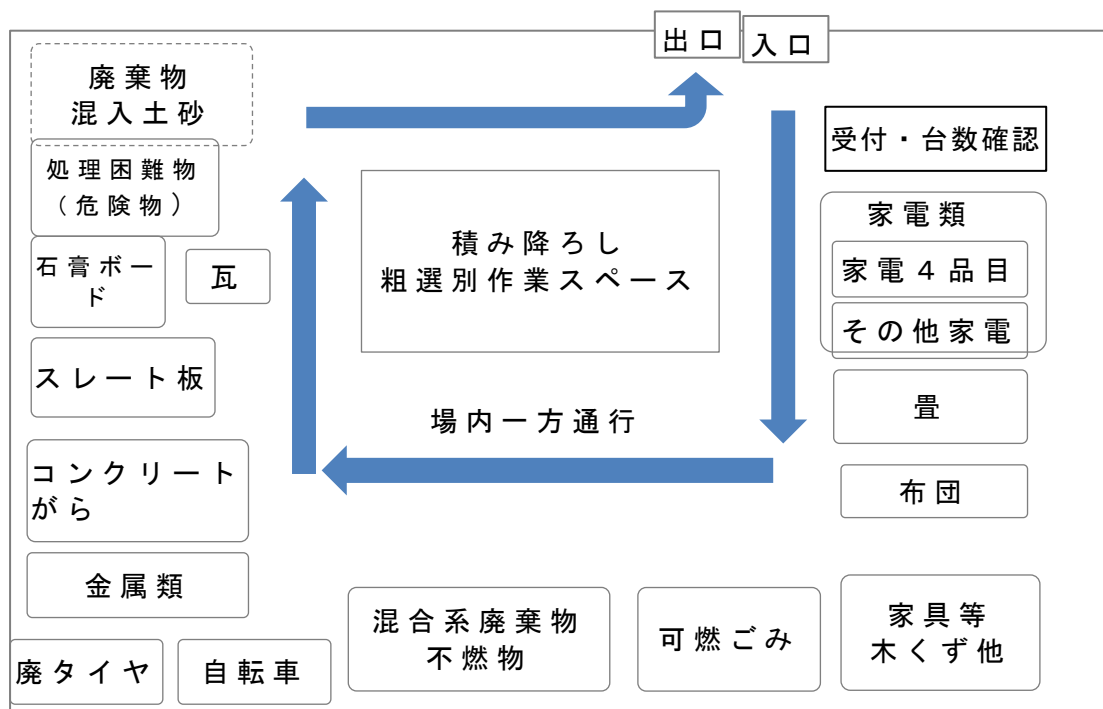 出口
入口
廃棄物
混入土砂
受付・台数確認
処理困難物
（危険物）
家電類
積み降ろし
粗選別作業スペース
家電４品目
石膏ボー
ド
瓦
その他家電
スレート板
畳
場内一方通行
コンクリート
がら
布団
金属類
混合系廃棄物
不燃物
可燃ごみ
家具等
木くず他
廃タイヤ
自転車